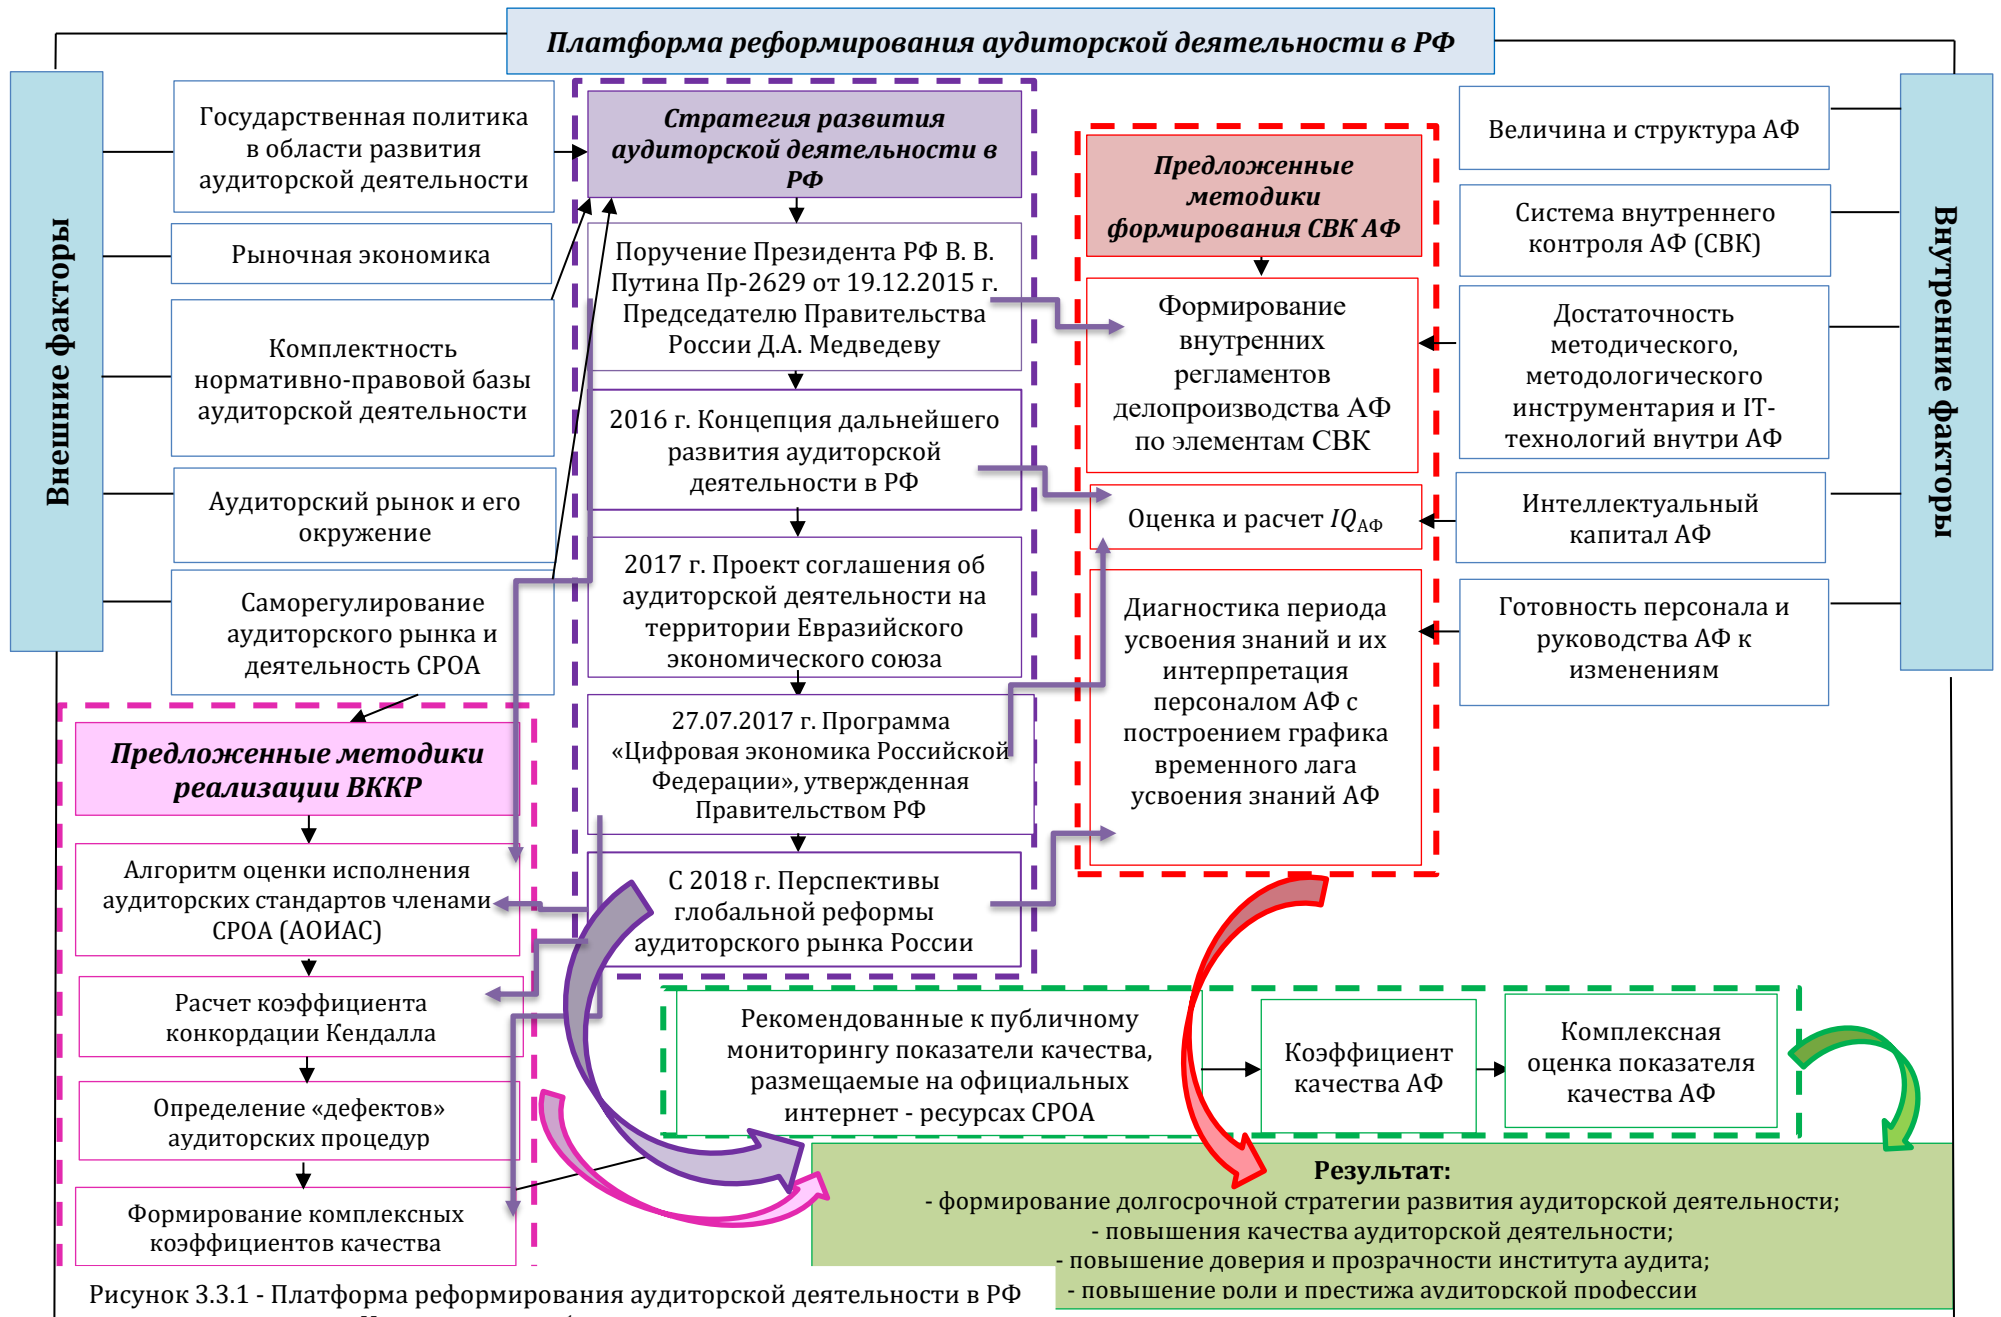 Платформа реформирования аудиторской деятельности в РФ
Внешние факторы
Государственная политика
в области развития
аудиторской деятельности
Рыночная экономика
Комплектность
нормативно-правовой базы
аудиторской деятельности
Аудиторский рынок и его
окружение
Саморегулирование
аудиторского рынка и
деятельность СРОА
Предложенные методики
реализации ВККР
Алгоритм оценки исполнения
аудиторских стандартов членами
СРОА (АОИАС)
Расчет коэффициента
конкордации Кендалла
Определение «дефектов»
аудиторских процедур
Формирование комплексных
коэффициентов качества
Стратегия развития
аудиторской деятельности в
РФ
Поручение Президента РФ В. В.
Путина Пр-2629 от 19.12.2015 г.
Председателю Правительства
России Д.А. Медведеву
2016 г. Концепция дальнейшего
развития аудиторской
деятельности в РФ
2017 г. Проект соглашения об
аудиторской деятельности на
территории Евразийского
экономического союза
27.07.2017 г. Программа
«Цифровая экономика Российской
Федерации», утвержденная
Правительством РФ
С 2018 г. Перспективы
глобальной реформы
аудиторского рынка России
Предложенные
методики
формирования СВК АФ
Формирование
внутренних
регламентов
делопроизводства АФ
по элементам СВК
Оценка и расчет IQАФ
Диагностика периода
усвоения знаний и их
интерпретация
персоналом АФ с
построением графика
временного лага
усвоения знаний АФ
Величина и структура АФ
Система внутреннего
контроля АФ (СВК)
Достаточность
методического,
методологического
инструментария и IT-
технологий внутри АФ
Интеллектуальный
капитал АФ
Готовность персонала и
руководства АФ к
изменениям
Внутренние факторы
Рекомендованные к публичному
мониторингу показатели качества,
размещаемые на официальных
интернет - ресурсах СРОА
Коэффициент
качества АФ
Комплексная
оценка показателя
качества АФ
Результат:
- формирование долгосрочной стратегии развития аудиторской деятельности;
- повышения качества аудиторской деятельности;
- повышение доверия и прозрачности института аудита;
- повышение роли и престижа аудиторской профессии
Рисунок 3.3.1 - Платформа реформирования аудиторской деятельности в РФ